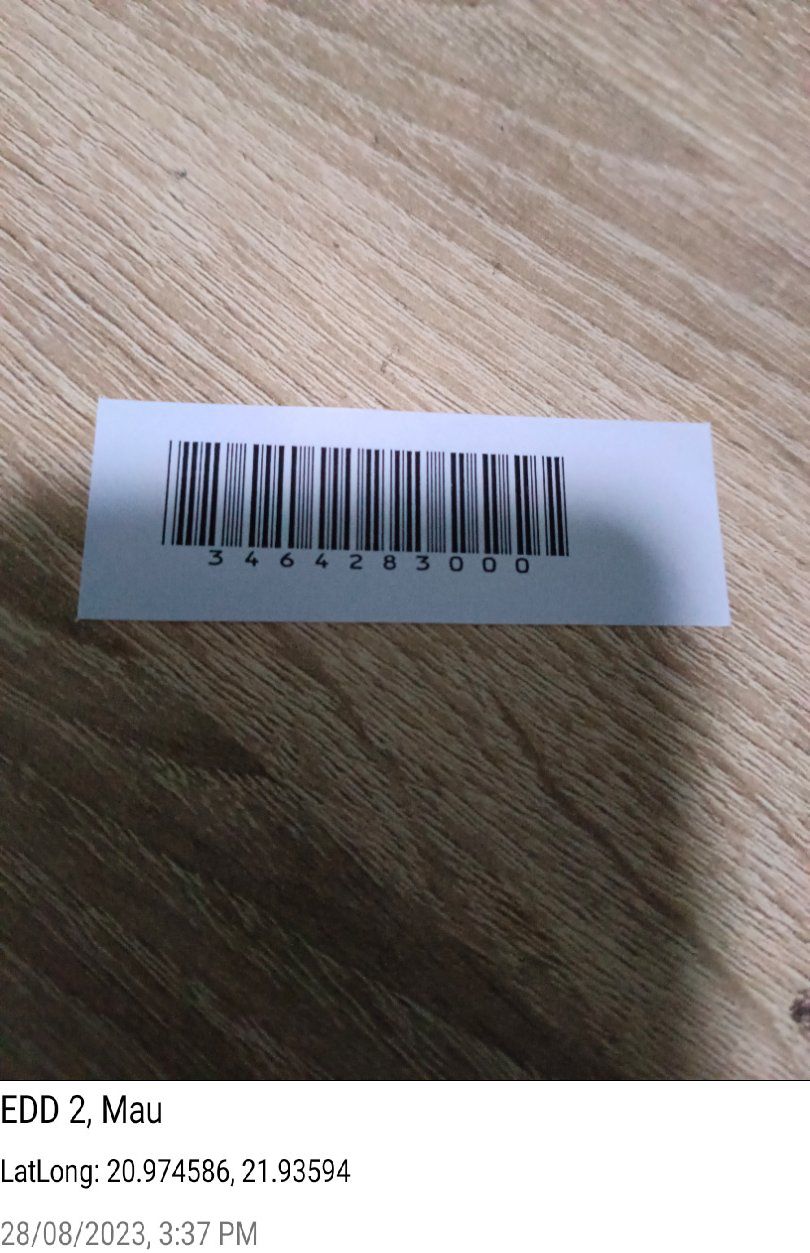 3464283000
EDD 2, Mau
LatLong: 20.974586, 21.93594
28/08/2023, 3:37 PM